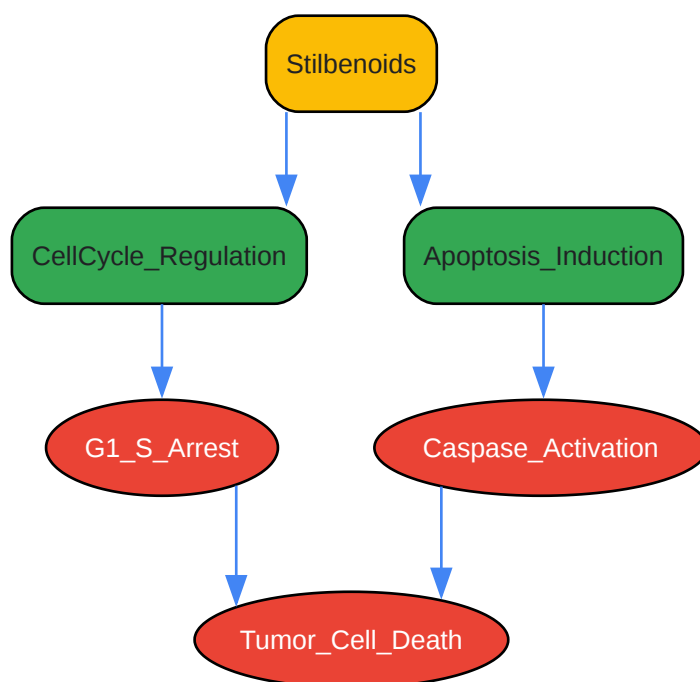 Stilbenoids
CellCycle_Regulation
Apoptosis_Induction
G1_S_Arrest
Caspase_Activation
Tumor_Cell_Death